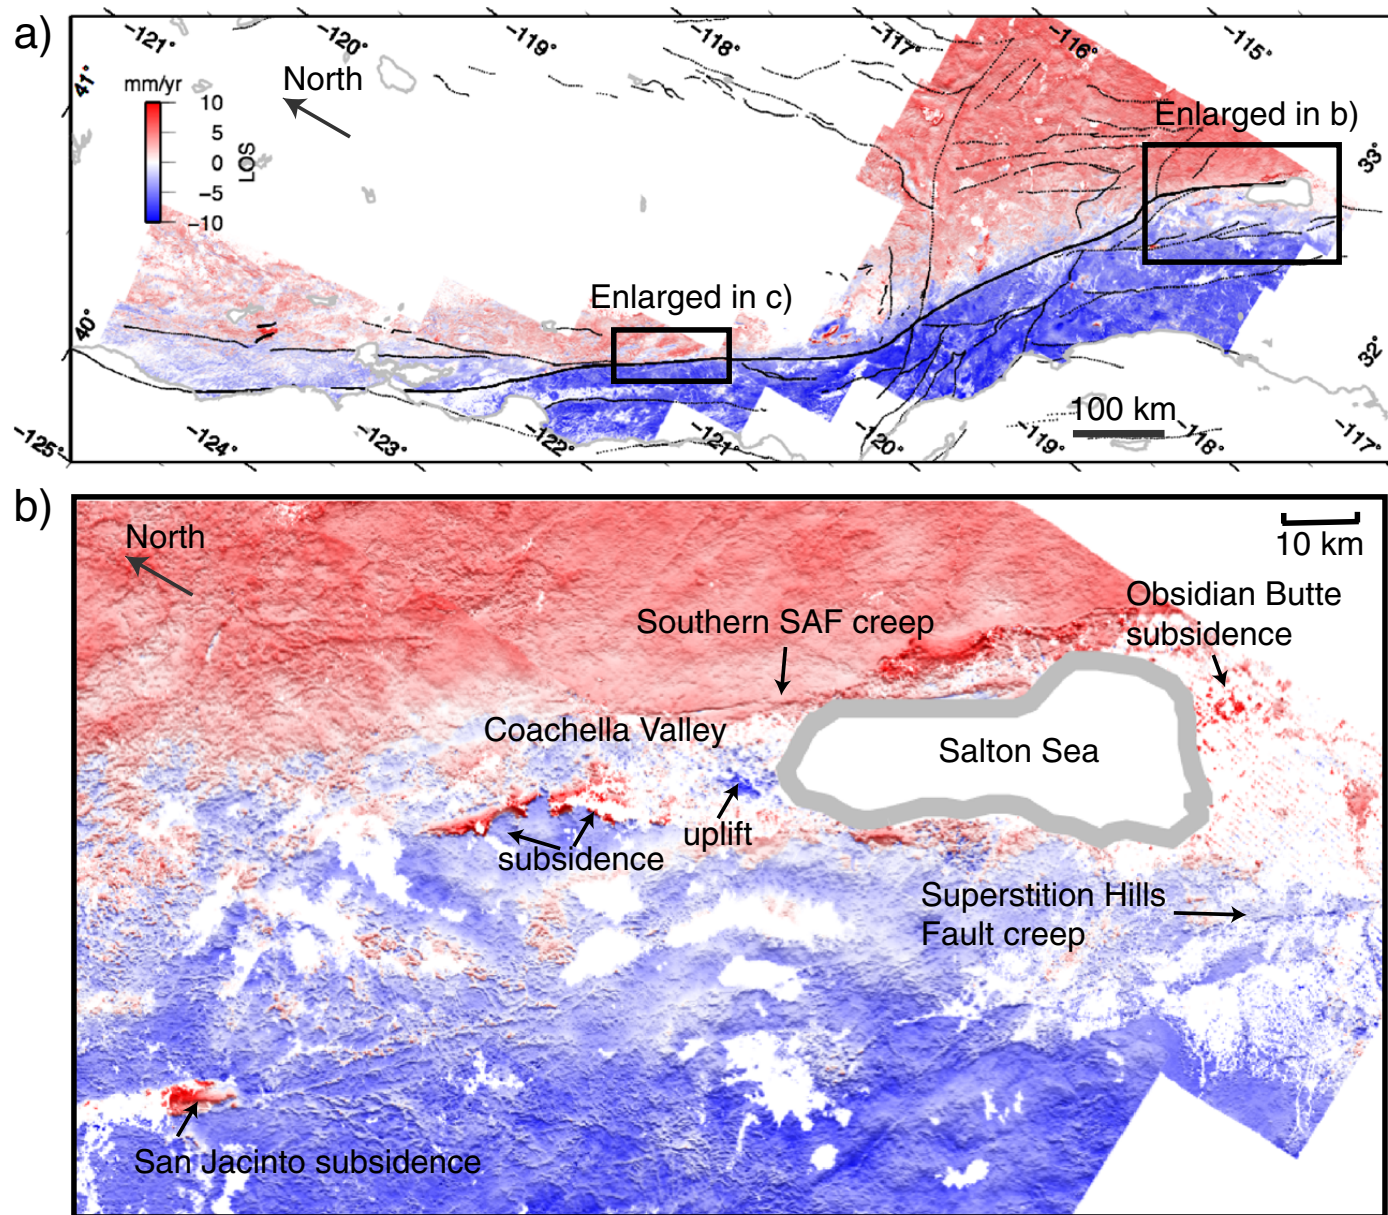 a)
−121°
−120°
−119°
−118°
−117°
−116°
−115°
41°
mm/yr
10
5
0
−5
−10
LOS
North
Enlarged in b)
33°
Enlarged in c)
40°
32°
100 km
−125°
−124°
−123°
−122°
−121°
−120°
−119°
−118°
−117°
b)
North
10 km
Obsidian Butte
subsidence
Southern SAF creep
Coachella Valley
Salton Sea
uplift
subsidence
Superstition Hills
Fault creep
San Jacinto subsidence